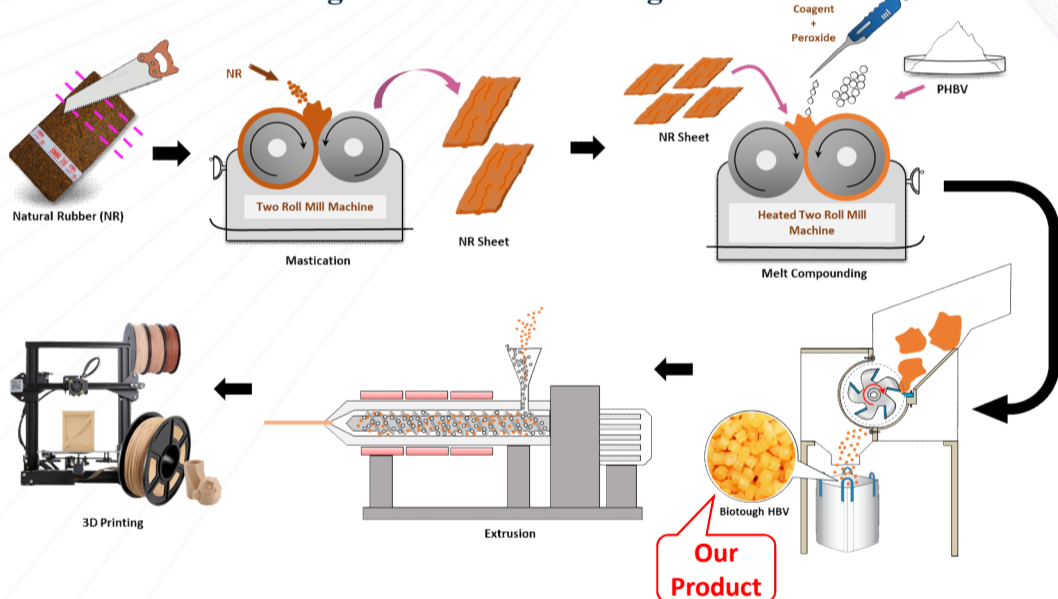 Coagent
+
Peroxide
NR
PHBV
NR Sheet
Natural Rubber (NR)
Two Roll Mill Machine
NR Sheet
Mastication
Heated Two Roll Mill
Machine
Melt Compounding
3D Printing
Extrusion
Biotough HBV
Our
Product